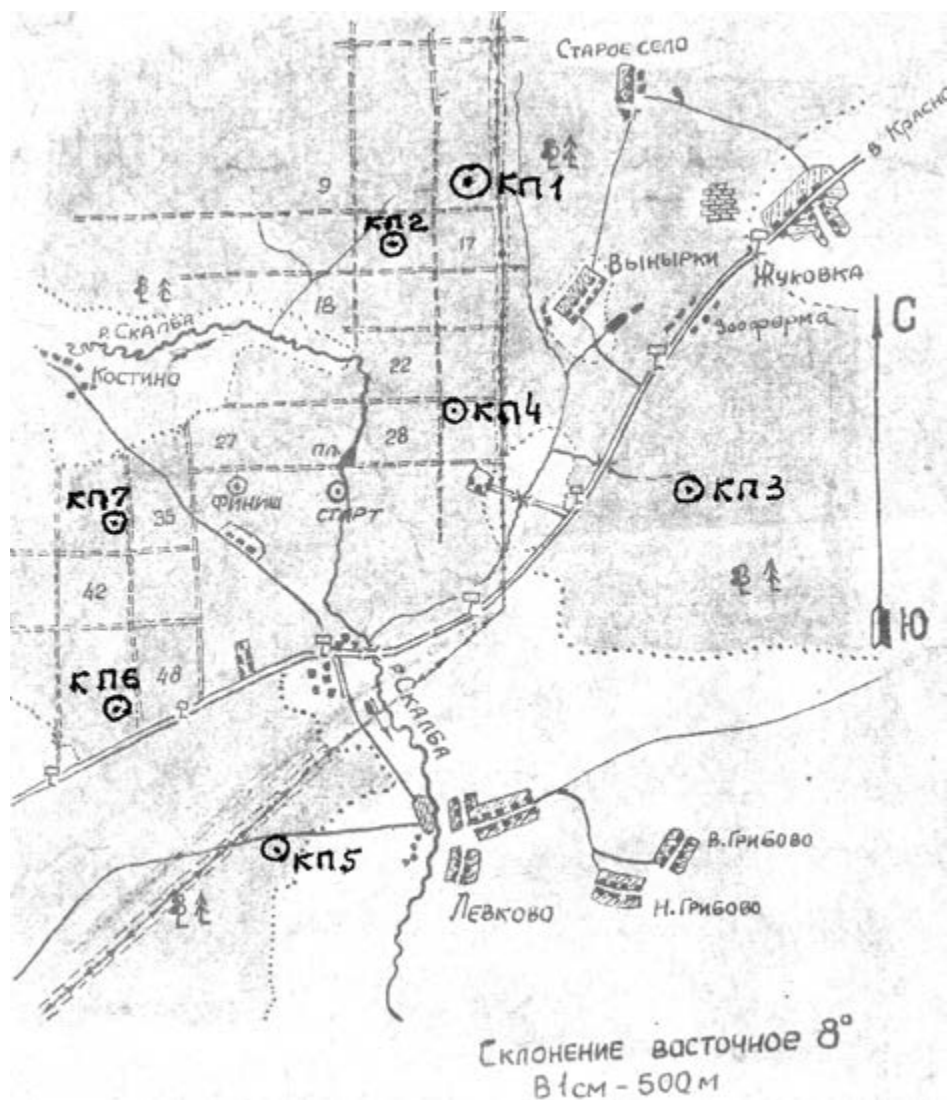 СТАРОЕ СЕЛО
В КРАСНО
КП1
9
КП2
17
ВЫНЫРКИ
ЖУКОВКА
С
18
Зооферма
Р. СКАЛБА
22
КОСТИНО
КП4
27
28
ПЛ.
КП3
КП7
35
ФИНИШ
СТАРТ
42
Ю
КП6
48
Р. СКАЛБА
КП5
В. ГРИБОВО
ЛЕВКОВО
Н. ГРИБОВО
СКЛОНЕНИЕ ВОСТОЧНОЕ 8°
В 1 см - 500 м